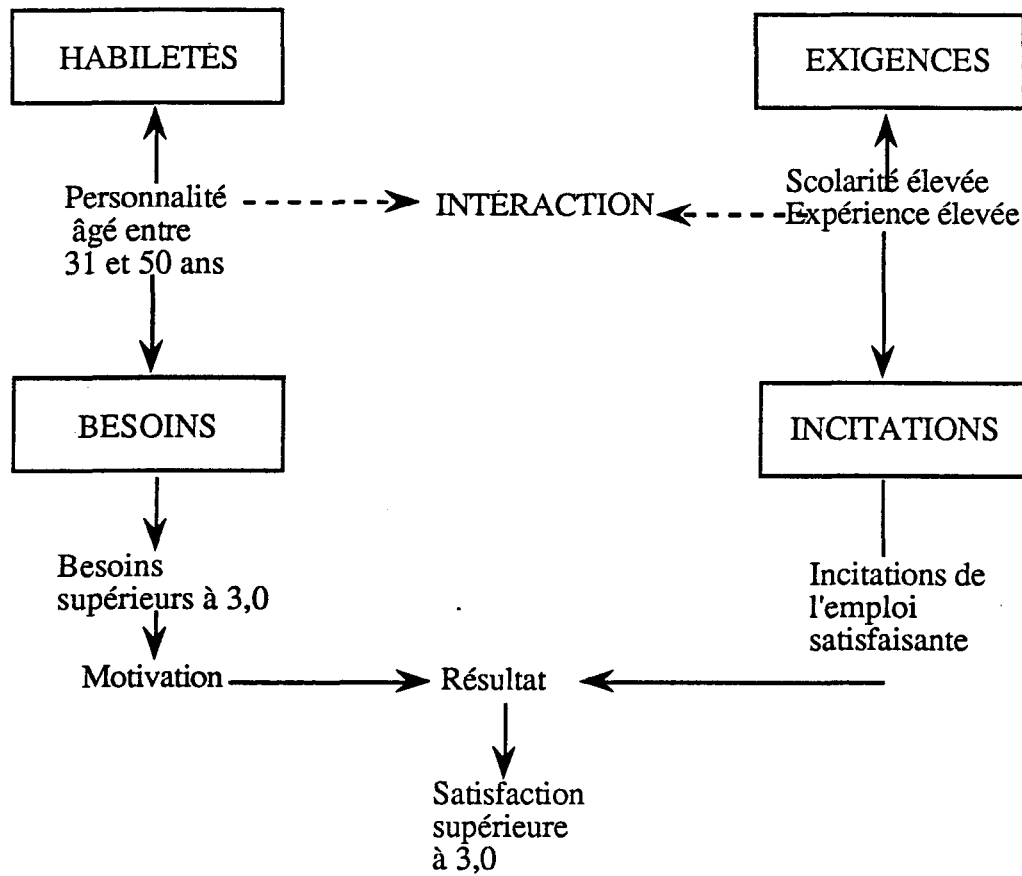 HABILETÉS
EXIGENCES
Personnalité
âgé entre
31 et 50 ans
INTÉRACTION
Scolarité élevée
Expérience élevée
BESOINS
INCITATIONS
Besoins
supérieurs à 3,0
Incitations de
l'emploi
satisfaisante
Motivation
Résultat
Satisfaction
supérieure
à 3,0